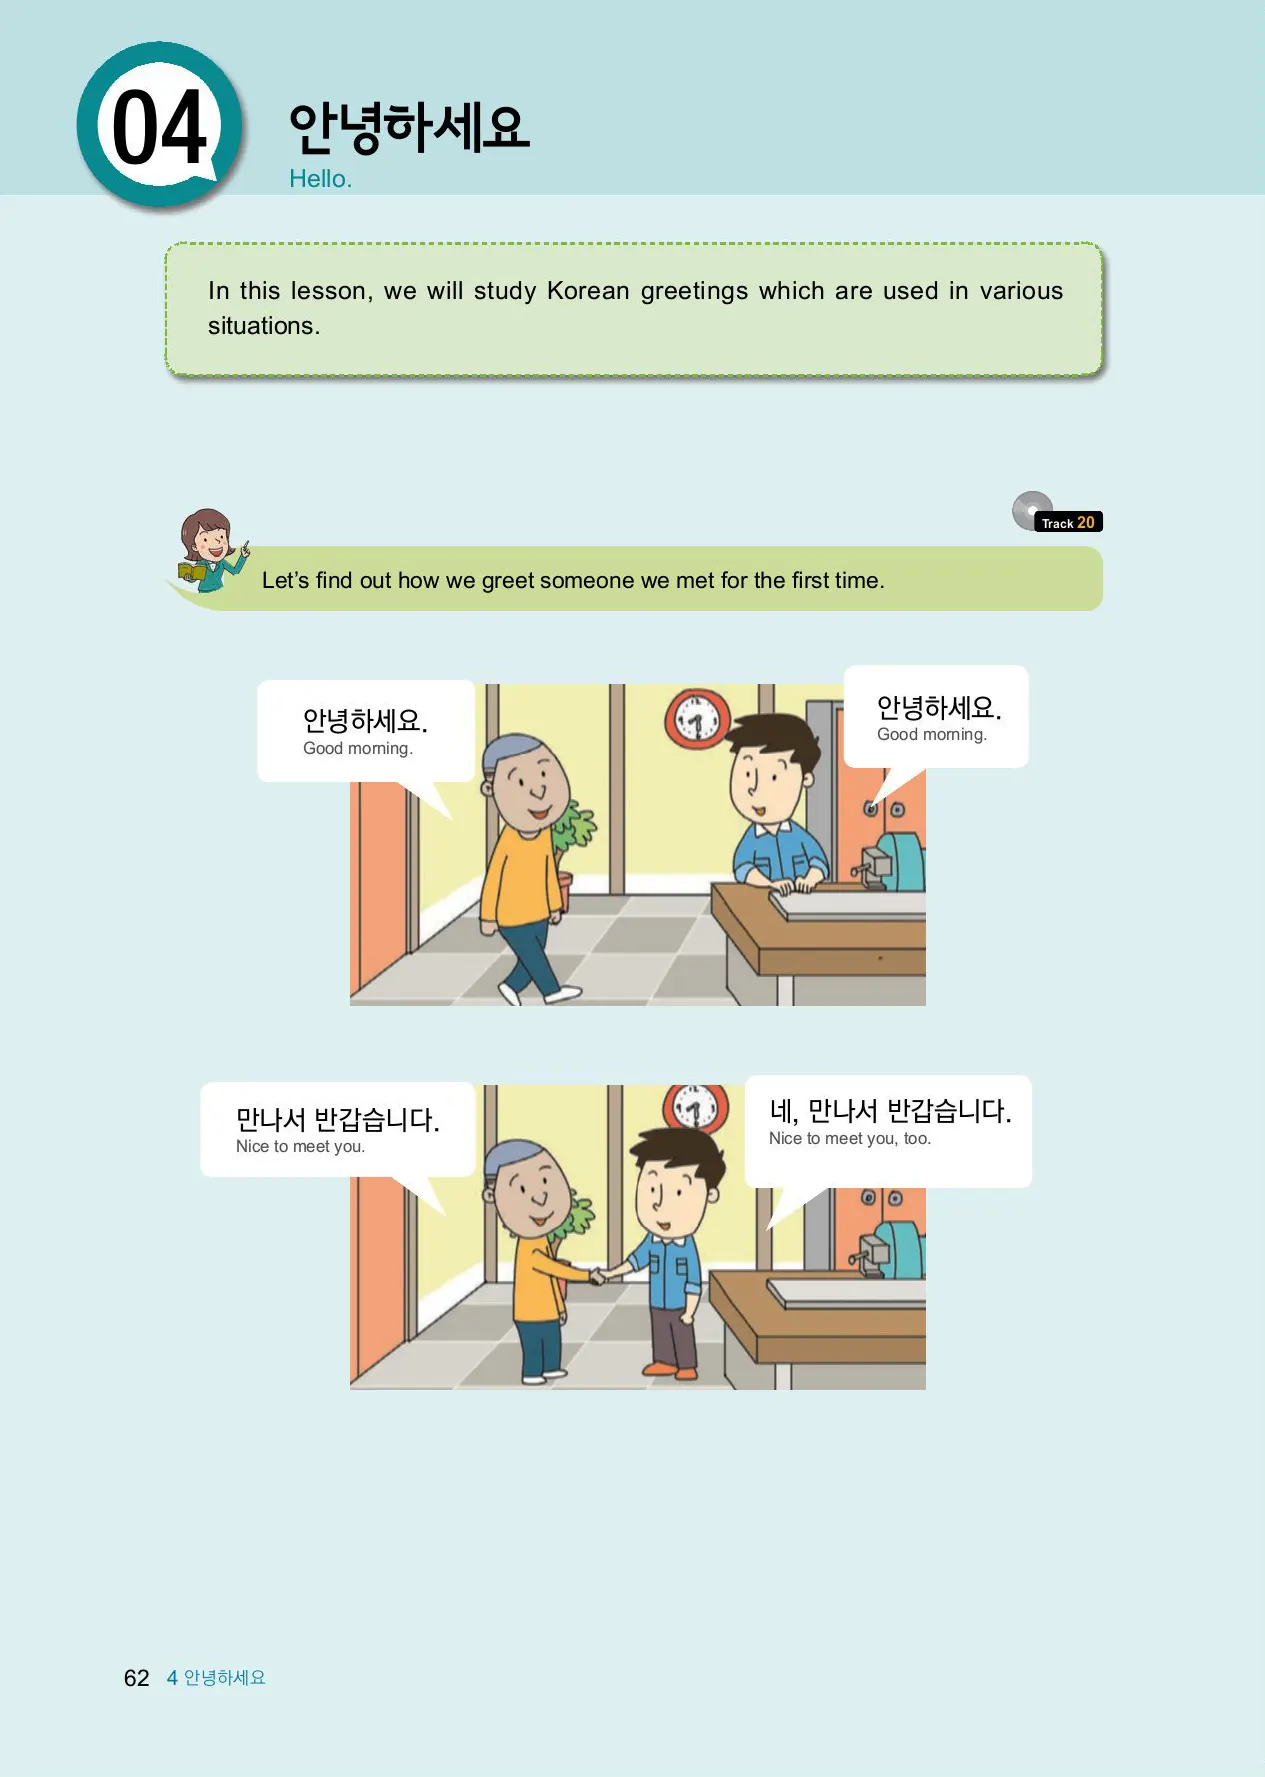 04
안녕하세요
Hello.
In this lesson, we will study Korean greetings which are used in various
situations.
Track 20
Let’s find out how we greet someone we met for the first time.
안녕하세요.
Good morning.
안녕하세요.
Good morning.
만나서 반갑습니다.
Nice to meet you.
네, 만나서 반갑습니다.
Nice to meet you, too.
62 4 안녕하세요